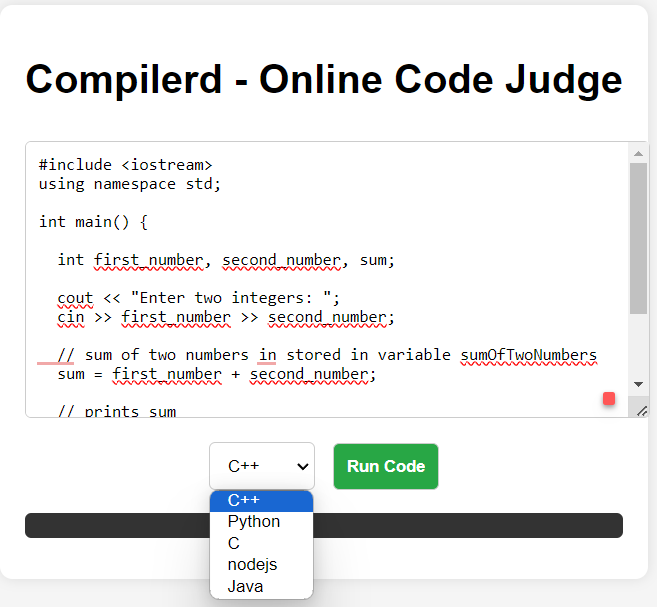 Compilerd - Online Code Judge
#include <iostream>
using namespace std;
int main() {
int first_number, second_number, sum;
cout << "Enter two integers: ";
cin >> first_number >> second_number;
// sum of two numbers in stored in variable sumOfTwoNumbers
sum = first_number + second_number;
// prints sum
C++
Run Code
C++
Python
C
nodejs
Java